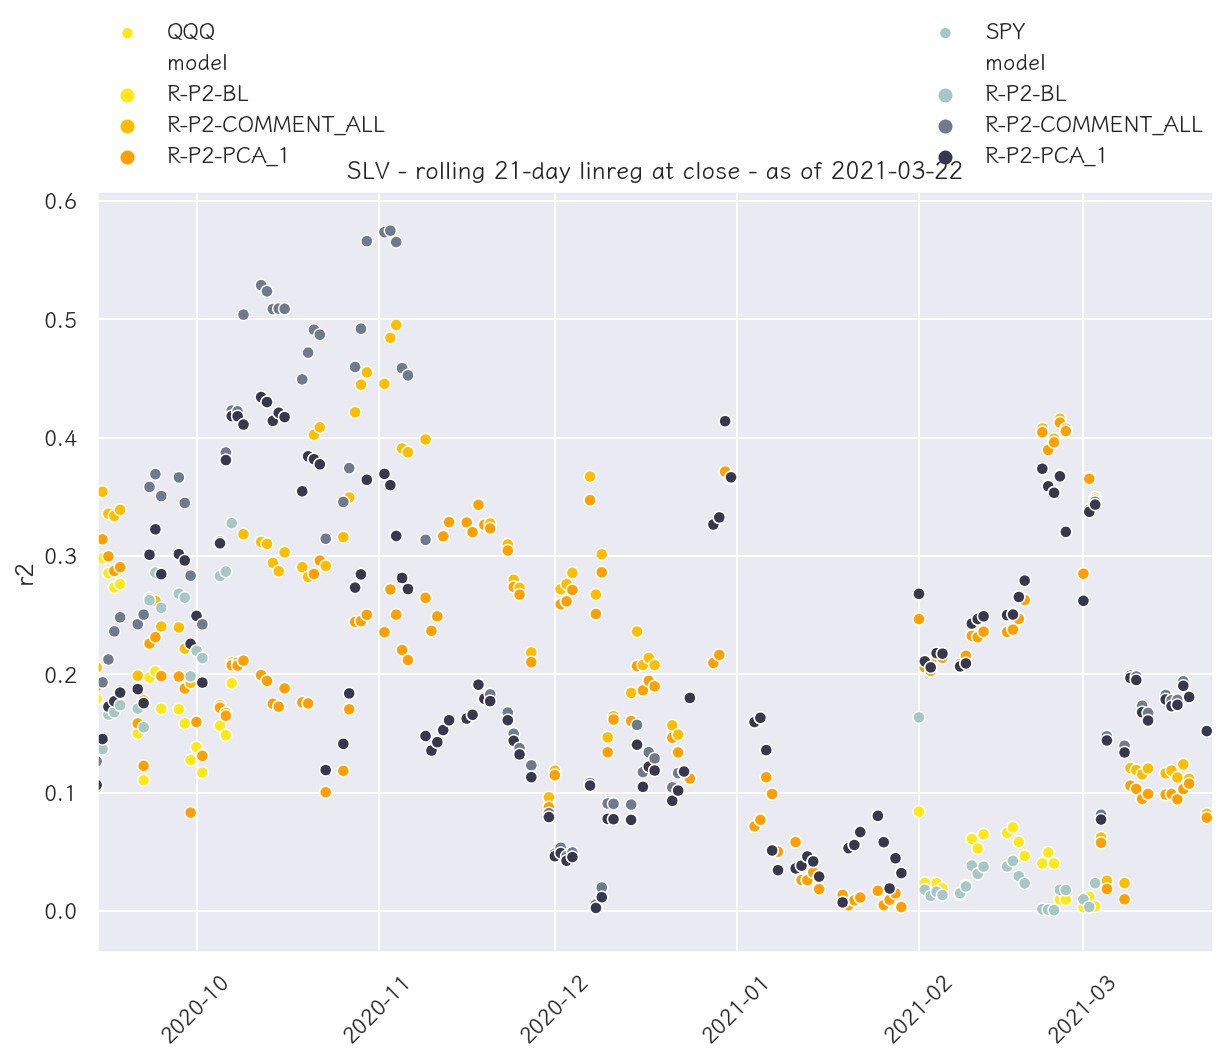 QQQ
model
R-P2-BL
R-P2-COMMENT_ALL
R-P2-PCA_1
SPY
model
R-P2-BL
R-P2-COMMENT_ALL
R-P2-PCA_1
SLV - rolling 21-day linreg at close - as of 2021-03-22
0.6
0.5
0.4
0.3
0.2
0.1
0.0
r2
2020-10
2020-11
2020-12
2021-01
2021-02
2021-03